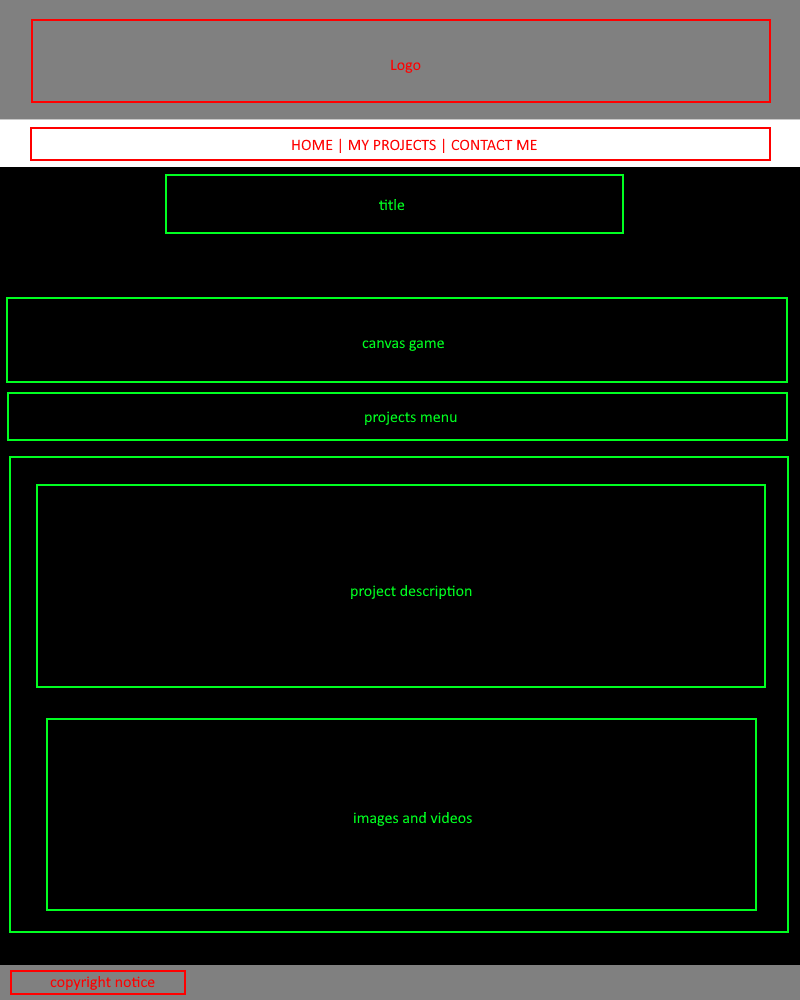 Logo
HOME | MY PROJECTS | CONTACT ME
title
canvas game
projects menu
project description
images and videos
copyright notice